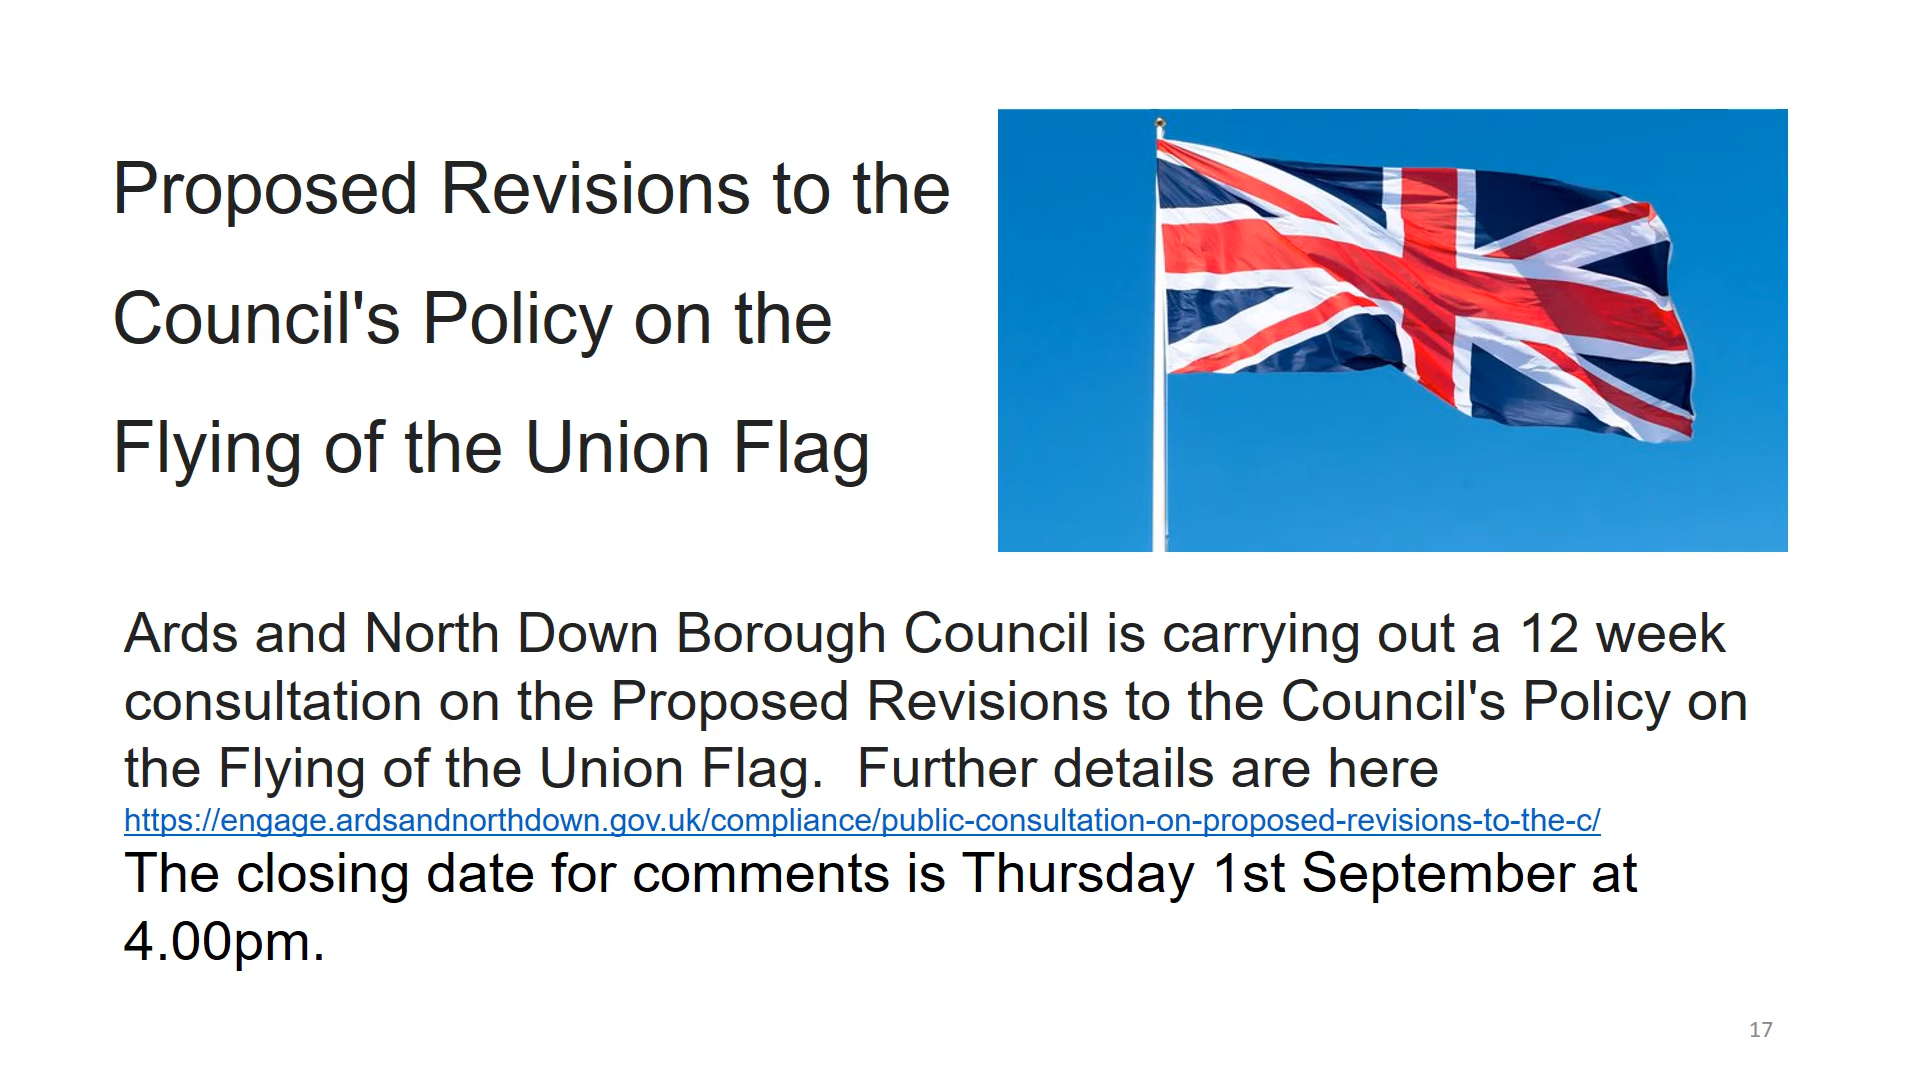 Proposed Revisions to the
Council's Policy on the
Flying of the Union Flag
Ards and North Down Borough Council is carrying out a 12 week
consultation on the Proposed Revisions to the Council's Policy on
the Flying of the Union Flag.  Further details are here
https://engage.ardsandnorthdown.gov.uk/compliance/public-consultation-on-proposed-revisions-to-the-c/
The closing date for comments is Thursday 1st September at
4.00pm.
17